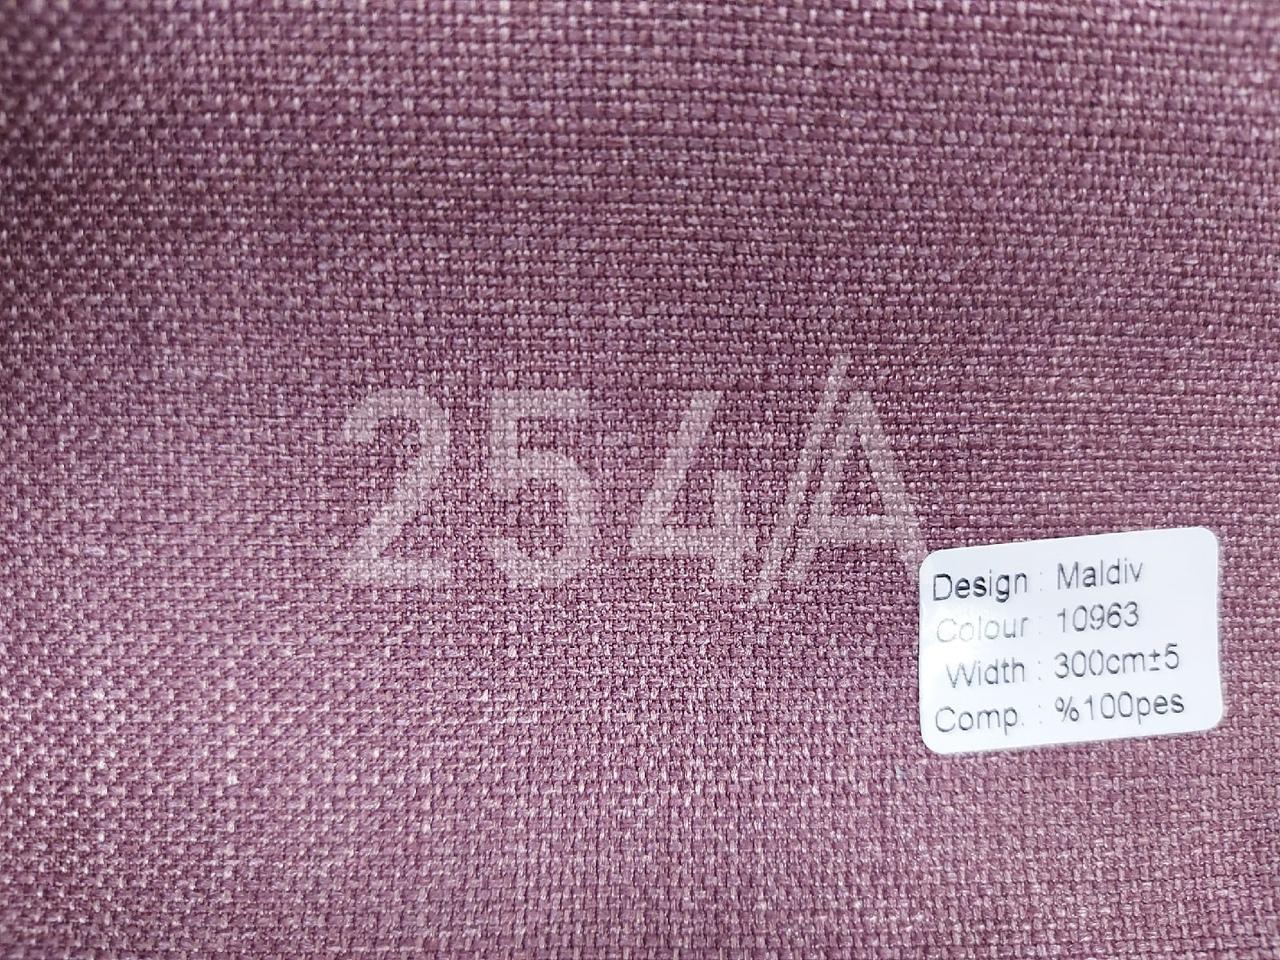 254/A
Design : Maldiv
Colour : 10963
Width : 300cm±5
Comp. : %100pes